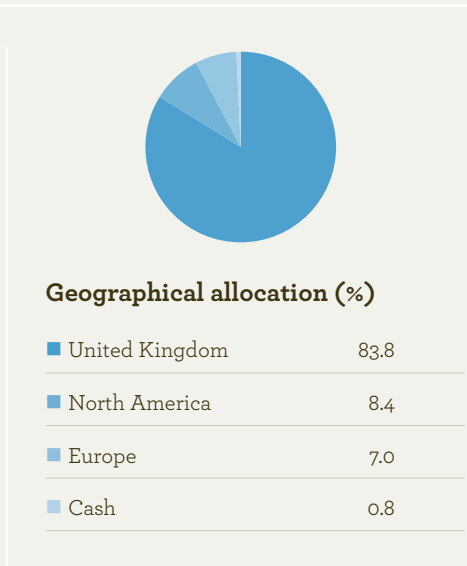 Geographical allocation (%)
United Kingdom 83.8
North America 8.4
Europe 7.0
Cash 0.8